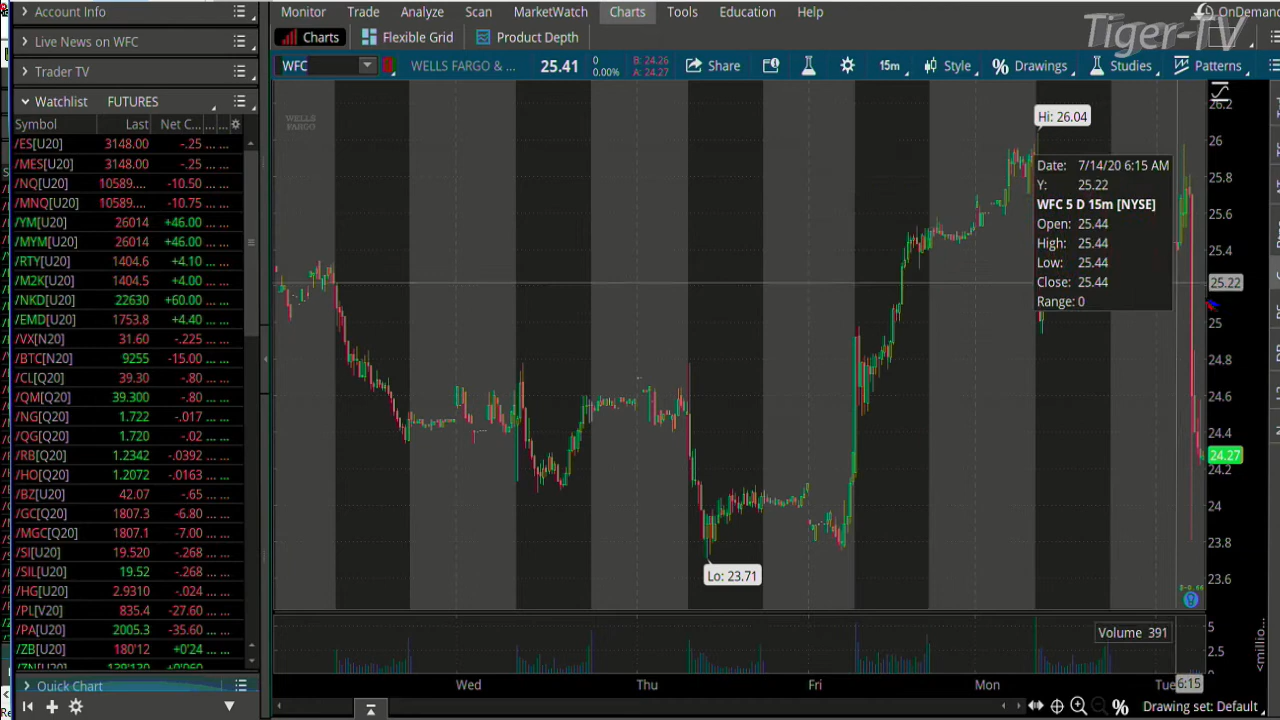 Account Info
Live News on WFC
Trader TV
Watchlist FUTURES
Symbol Last Net C... ... ...
/ES[U20] 3148.00 -.25 ... ...
/MES[U20] 3148.00 -.25 ... ...
/NQ[U20] 10589.... -10.50 ... ...
/MNQ[U20] 10589.... -10.75 ... ...
/YM[U20] 26014 +46.00 ... ...
/MYM[U20] 26014 +46.00 ... ...
/RTY[U20] 1404.6 +4.10 ... ...
/M2K[U20] 1404.5 +4.00 ... ...
/NKD[U20] 22630 +60.00 ... ...
/EMD[U20] 1753.8 +4.40 ... ...
/VX[N20] 31.60 -.225 ... ...
/BTC[N20] 9255 -15.00 ... ...
/CL[Q20] 39.30 -.80 ... ...
/QM[Q20] 39.300 -.80 ... ...
/NG[Q20] 1.722 -.017 ... ...
/QG[Q20] 1.720 -.02 ... ...
/RB[Q20] 1.2342 -.0392 ... ...
/HO[Q20] 1.2072 -.0163 ... ...
/BZ[U20] 42.07 -.65 ... ...
/GC[Q20] 1807.3 -6.80 ... ...
/MGC[Q20] 1807.1 -7.00 ... ...
/SI[U20] 19.520 -.268 ... ...
/SIL[U20] 19.52 -.268 ... ...
/HG[U20] 2.9310 -.024 ... ...
/PL[V20] 835.4 -27.60 ... ...
/PA[U20] 2005.3 -35.60 ... ...
/ZB[U20] 180'12 +0'24 ... ...
/ZN[U20] 139'130 +0'060 ... ...
Quick Chart
Monitor Trade Analyze Scan MarketWatch Charts Tools Education Help
OnDemand
Tiger-TV
Charts Flexible Grid Product Depth
WFC WELLS FARGO & ... 25.41 0 0.00% B: 24.26 A: 24.27 Share 15m Style Drawings Studies Patterns
WELLS FARGO
Hi: 26.04
Date: 7/14/20 6:15 AM
Y: 25.22
WFC 5 D 15m [NYSE]
Open: 25.44
High: 25.44
Low: 25.44
Close: 25.44
Range: 0
Lo: 23.71
26.2
26
25.8
25.6
25.4
25.22
25
24.8
24.6
24.4
24.27
24.2
24
23.8
23.6
Volume 391
5
2.5
<millio...
Wed Thu Fri Mon Tue 6:15
Drawing set: Default